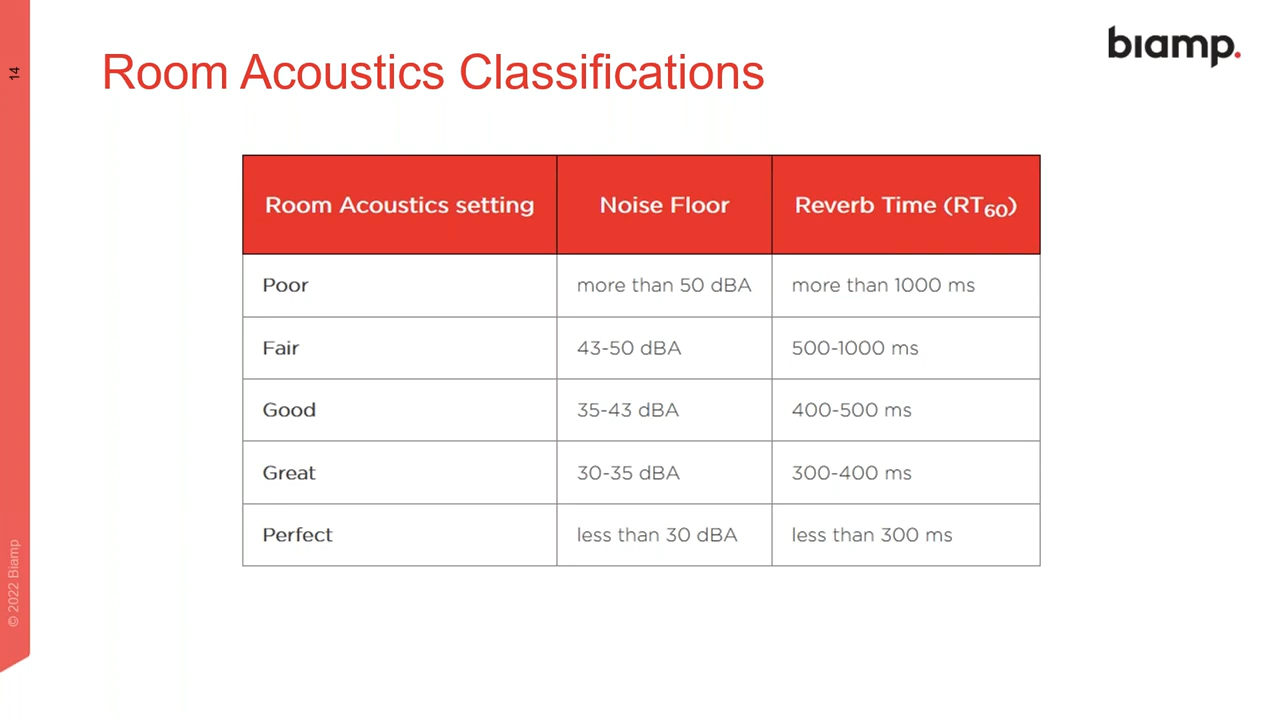 14
Room Acoustics Classifications
biamp.
Room Acoustics setting Noise Floor Reverb Time (RT60)
Poor more than 50 dBA more than 1000 ms
Fair 43-50 dBA 500-1000 ms
Good 35-43 dBA 400-500 ms
Great 30-35 dBA 300-400 ms
Perfect less than 30 dBA less than 300 ms
© 2022 Biamp